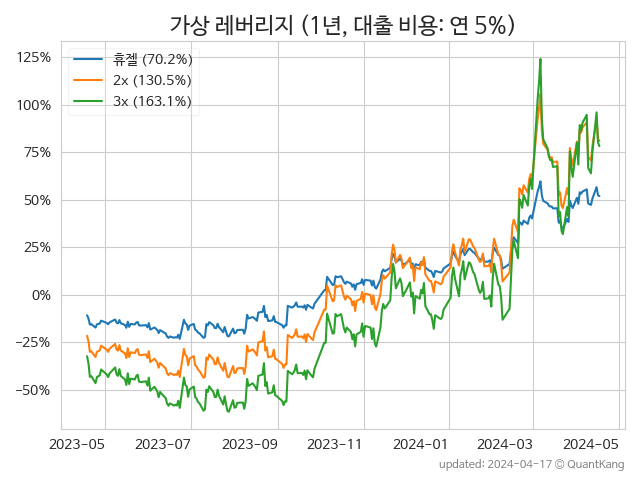 가상 레버리지 (1년, 대출 비용: 연 5%)
휴젤 (70.2%)
2x (130.5%)
3x (163.1%)
125%
100%
75%
50%
25%
0%
−25%
−50%
2023-05 2023-07 2023-09 2023-11 2024-01 2024-03 2024-05
updated: 2024-04-17 © QuantKang